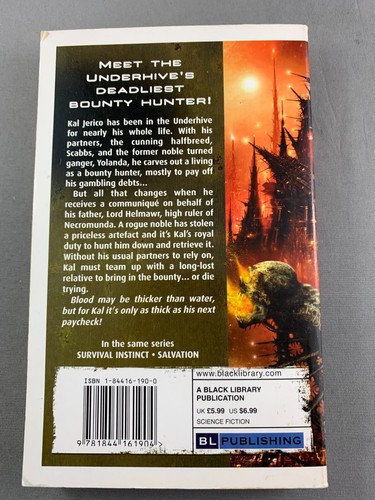 MEET THE
UNDERHIVE'S
DEADLIEST
BOUNTY HUNTER!
Kal Jerico has been in the Underhive
for nearly his whole life. With his
partners, the cunning halfbreed,
Scabbs, and the former noble turned
ganger, Yolanda, he carves out a living
as a bounty hunter, mostly to pay off
his gambling debts...
But all that changes when he
receives a communiqué on behalf of
his father, Lord Helmawr, high ruler of
Necromunda. A rogue noble has stolen
a priceless artefact and it's Kal's royal
duty to hunt him down and retrieve it.
Without his usual partners to rely on,
Kal must team up with a long-lost
relative to bring in the bounty... or die
trying.
Blood may be thicker than water,
but for Kal it's only as thick as his next
paycheck!
In the same series
SURVIVAL INSTINCT • SALVATION
ISBN 1-84416-190-0
9 781844 161904
www.blacklibrary.com
A BLACK LIBRARY
PUBLICATION
UK £5.99 US $6.99
SCIENCE FICTION
BL PUBLISHING